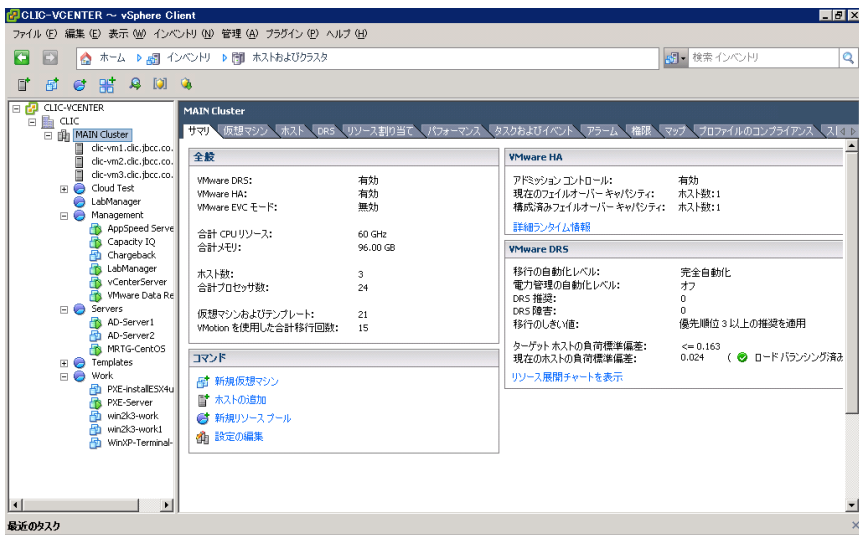 CLIC-VCENTER ～ vSphere Client
ファイル (F) 編集 (E) 表示 (W) インベントリ (N) 管理 (A) プラグイン (P) ヘルプ (H)
ホーム インベントリ ホストおよびクラスタ 検索 インベントリ
CLIC-VCENTER
CLIC
MAIN Cluster
clic-vm1.clic.jbcc.co.
clic-vm2.clic.jbcc.co.
clic-vm3.clic.jbcc.co.
Cloud Test
LabManager
Management
AppSpeed Serve
Capacity IQ
Chargeback
LabManager
vCenterServer
VMware Data Re
Servers
AD-Server1
AD-Server2
MRTG-CentOS
Templates
Work
PXE-installESX4u
PXE-Server
win2k3-work
win2k3-work1
WinXP-Terminal-
MAIN Cluster
サマリ 仮想マシン ホスト DRS リソース割り当て パフォーマンス タスクおよびイベント アラーム 権限 マップ プロファイルのコンプライアンス
全般
VMware DRS: 有効
VMware HA: 有効
VMware EVC モード: 無効
合計 CPU リソース: 60 GHz
合計メモリ: 96.00 GB
ホスト数: 3
合計プロセッサ数: 24
仮想マシンおよびテンプレート: 21
VMotion を使用した合計移行回数: 15
コマンド
新規仮想マシン
ホストの追加
新規リソース プール
設定の編集
VMware HA
アドミッション コントロール: 有効
現在のフェイルオーバー キャパシティ: ホスト数:1
構成済みフェイルオーバー キャパシティ: ホスト数:1
詳細ランタイム情報
VMware DRS
移行の自動化レベル: 完全自動化
電力管理の自動化レベル: オフ
DRS 推奨: 0
DRS 障害: 0
移行のしきい値: 優先順位 3 以上の推奨を適用
ターゲット ホストの負荷標準偏差: <= 0.163
現在のホストの負荷標準偏差: 0.024 ( ロード バランシング済み
リソース展開チャートを表示
最近のタスク